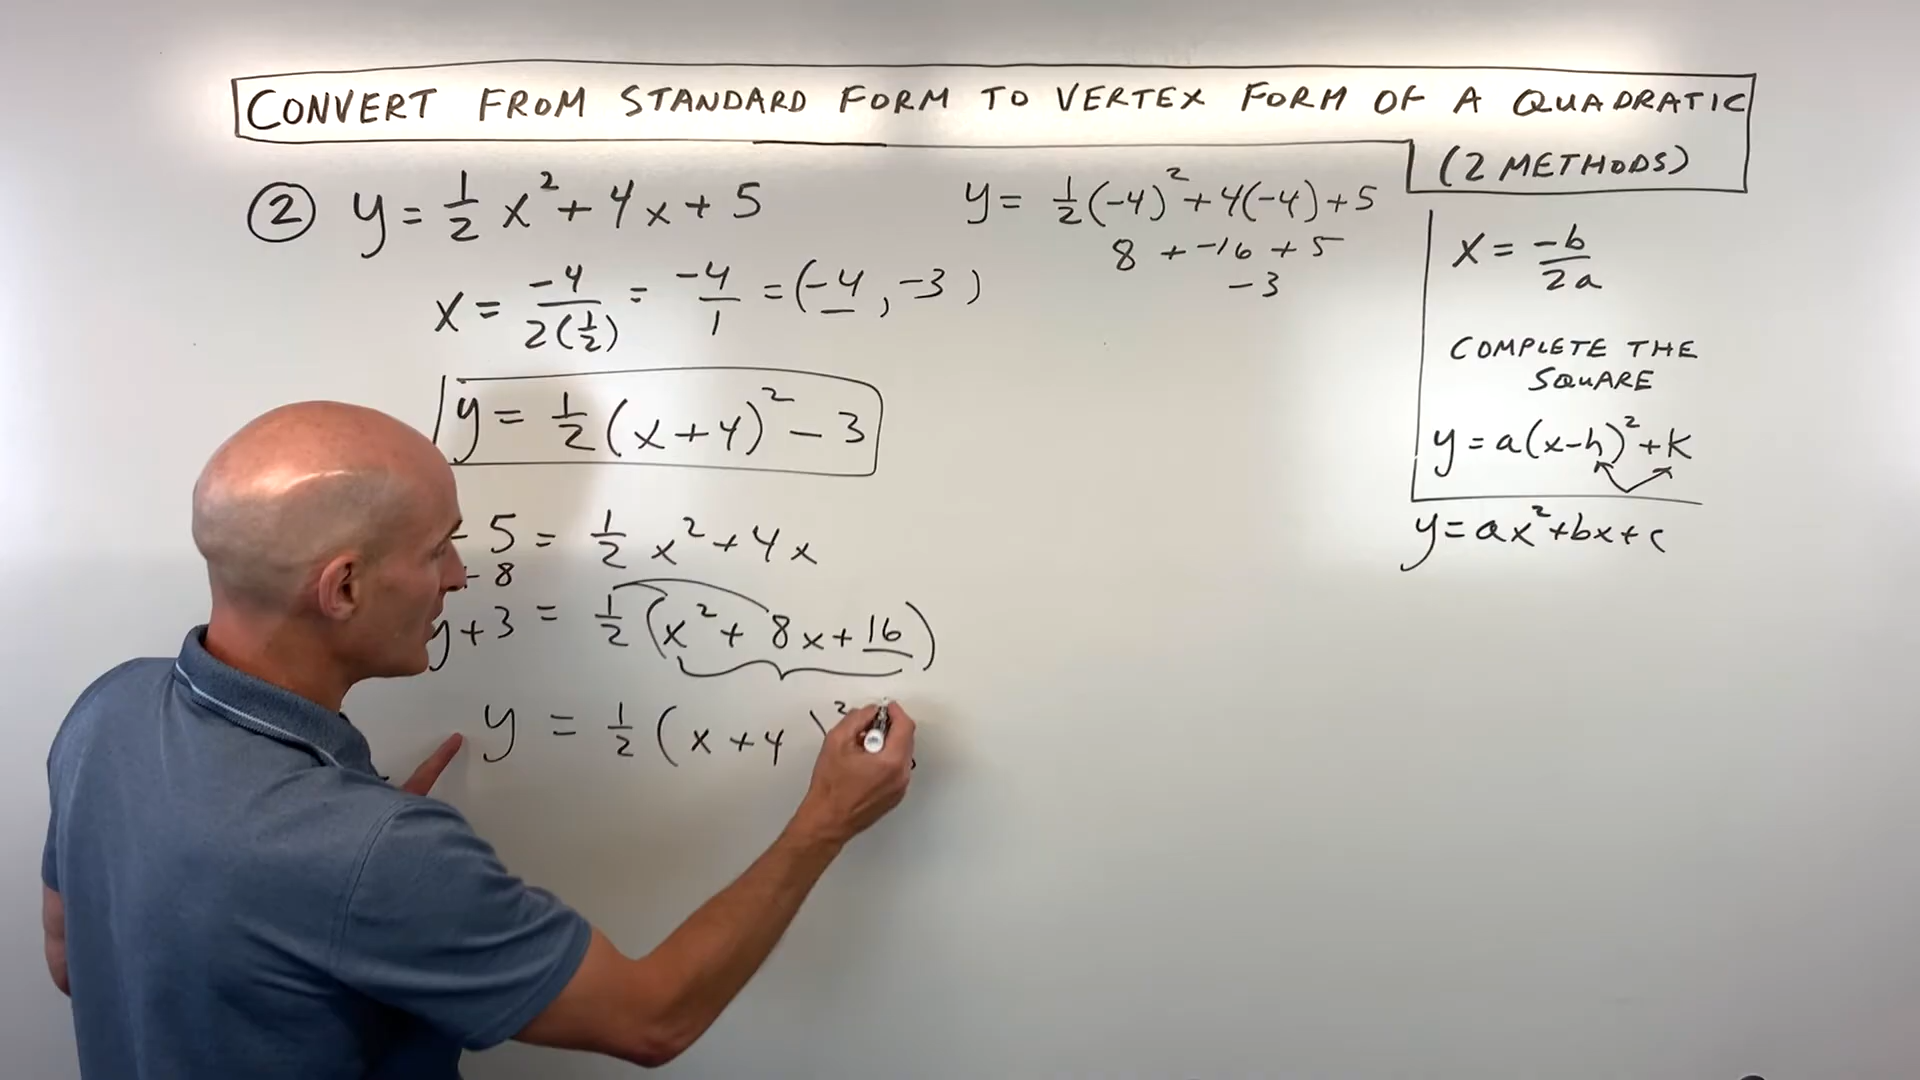 CONVERT FROM STANDARD FORM TO VERTEX FORM OF A QUADRATIC
(2 METHODS)
② y = 1/2 x² + 4x + 5
x = -4/2(1/2) = -4/1 = (-4, -3)
y = 1/2(x+4)² - 3
- 5 = 1/2 x² + 4x
+ 8
y + 3 = 1/2(x² + 8x + 16)
y = 1/2(x + 4)²
y = 1/2(-4)² + 4(-4) + 5
8 + -16 + 5
-3
x = -b/2a
COMPLETE THE
SQUARE
y = a(x-h)² + k
y = ax² + bx + c